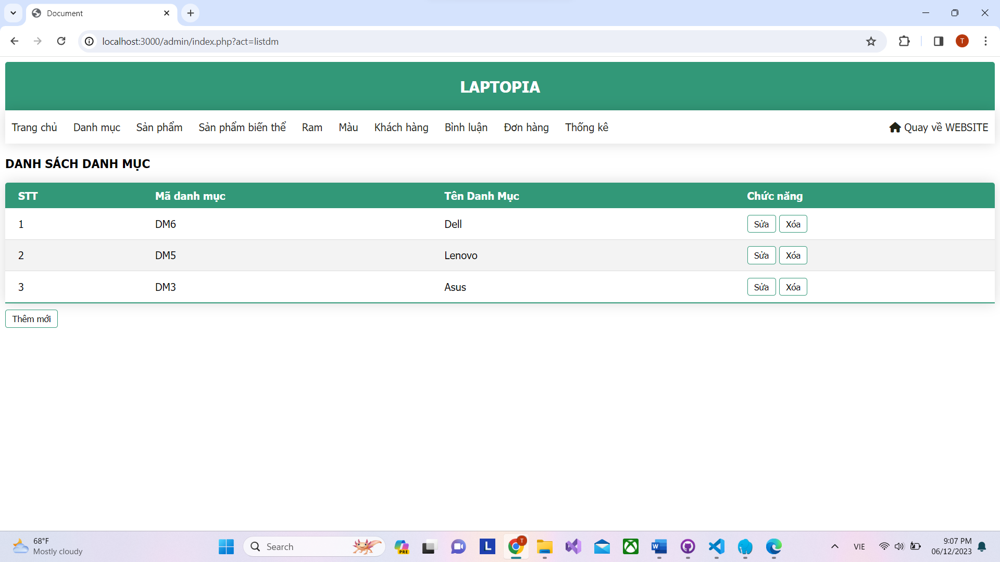 Document
localhost:3000/admin/index.php?act=listdm
T
LAPTOPIA
Trang chủ Danh mục Sản phẩm Sản phẩm biến thể Ram Màu Khách hàng Bình luận Đơn hàng Thống kê Quay về WEBSITE
DANH SÁCH DANH MỤC
STT Mã danh mục Tên Danh Mục Chức năng
1 DM6 Dell Sửa Xóa
2 DM5 Lenovo Sửa Xóa
3 DM3 Asus Sửa Xóa
Thêm mới
68°F
Mostly cloudy
Search
PRE
L
T
W
VIE
9:07 PM
06/12/2023